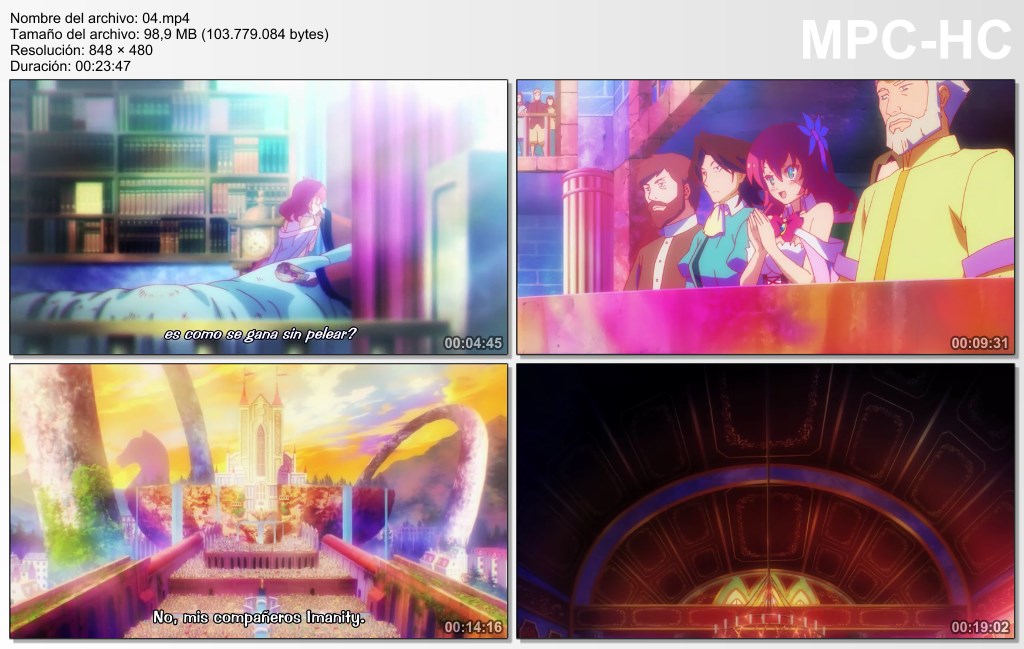 Nombre del archivo: 04.mp4
Tamaño del archivo: 98,9 MB (103.779.084 bytes)
Resolución: 848 × 480
Duración: 00:23:47
MPC-HC
es como se gana sin pelear?
00:04:45
00:09:31
No, mis compañeros Imanity.
00:14:16
00:19:02